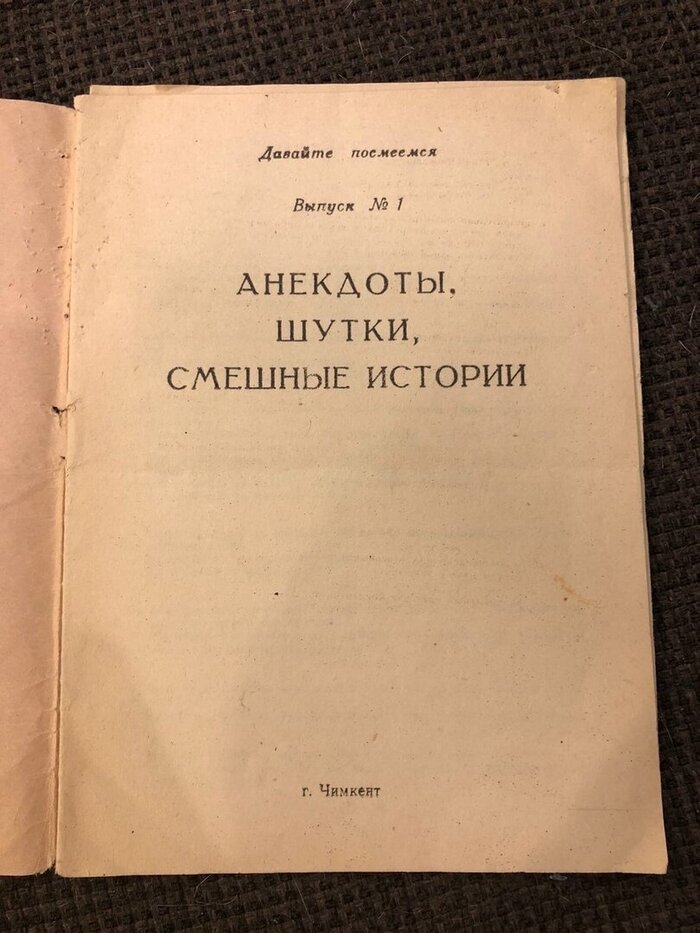 Давайте посмеемся
Выпуск № 1
АНЕКДОТЫ,
ШУТКИ,
СМЕШНЫЕ ИСТОРИИ
г. Чимкент